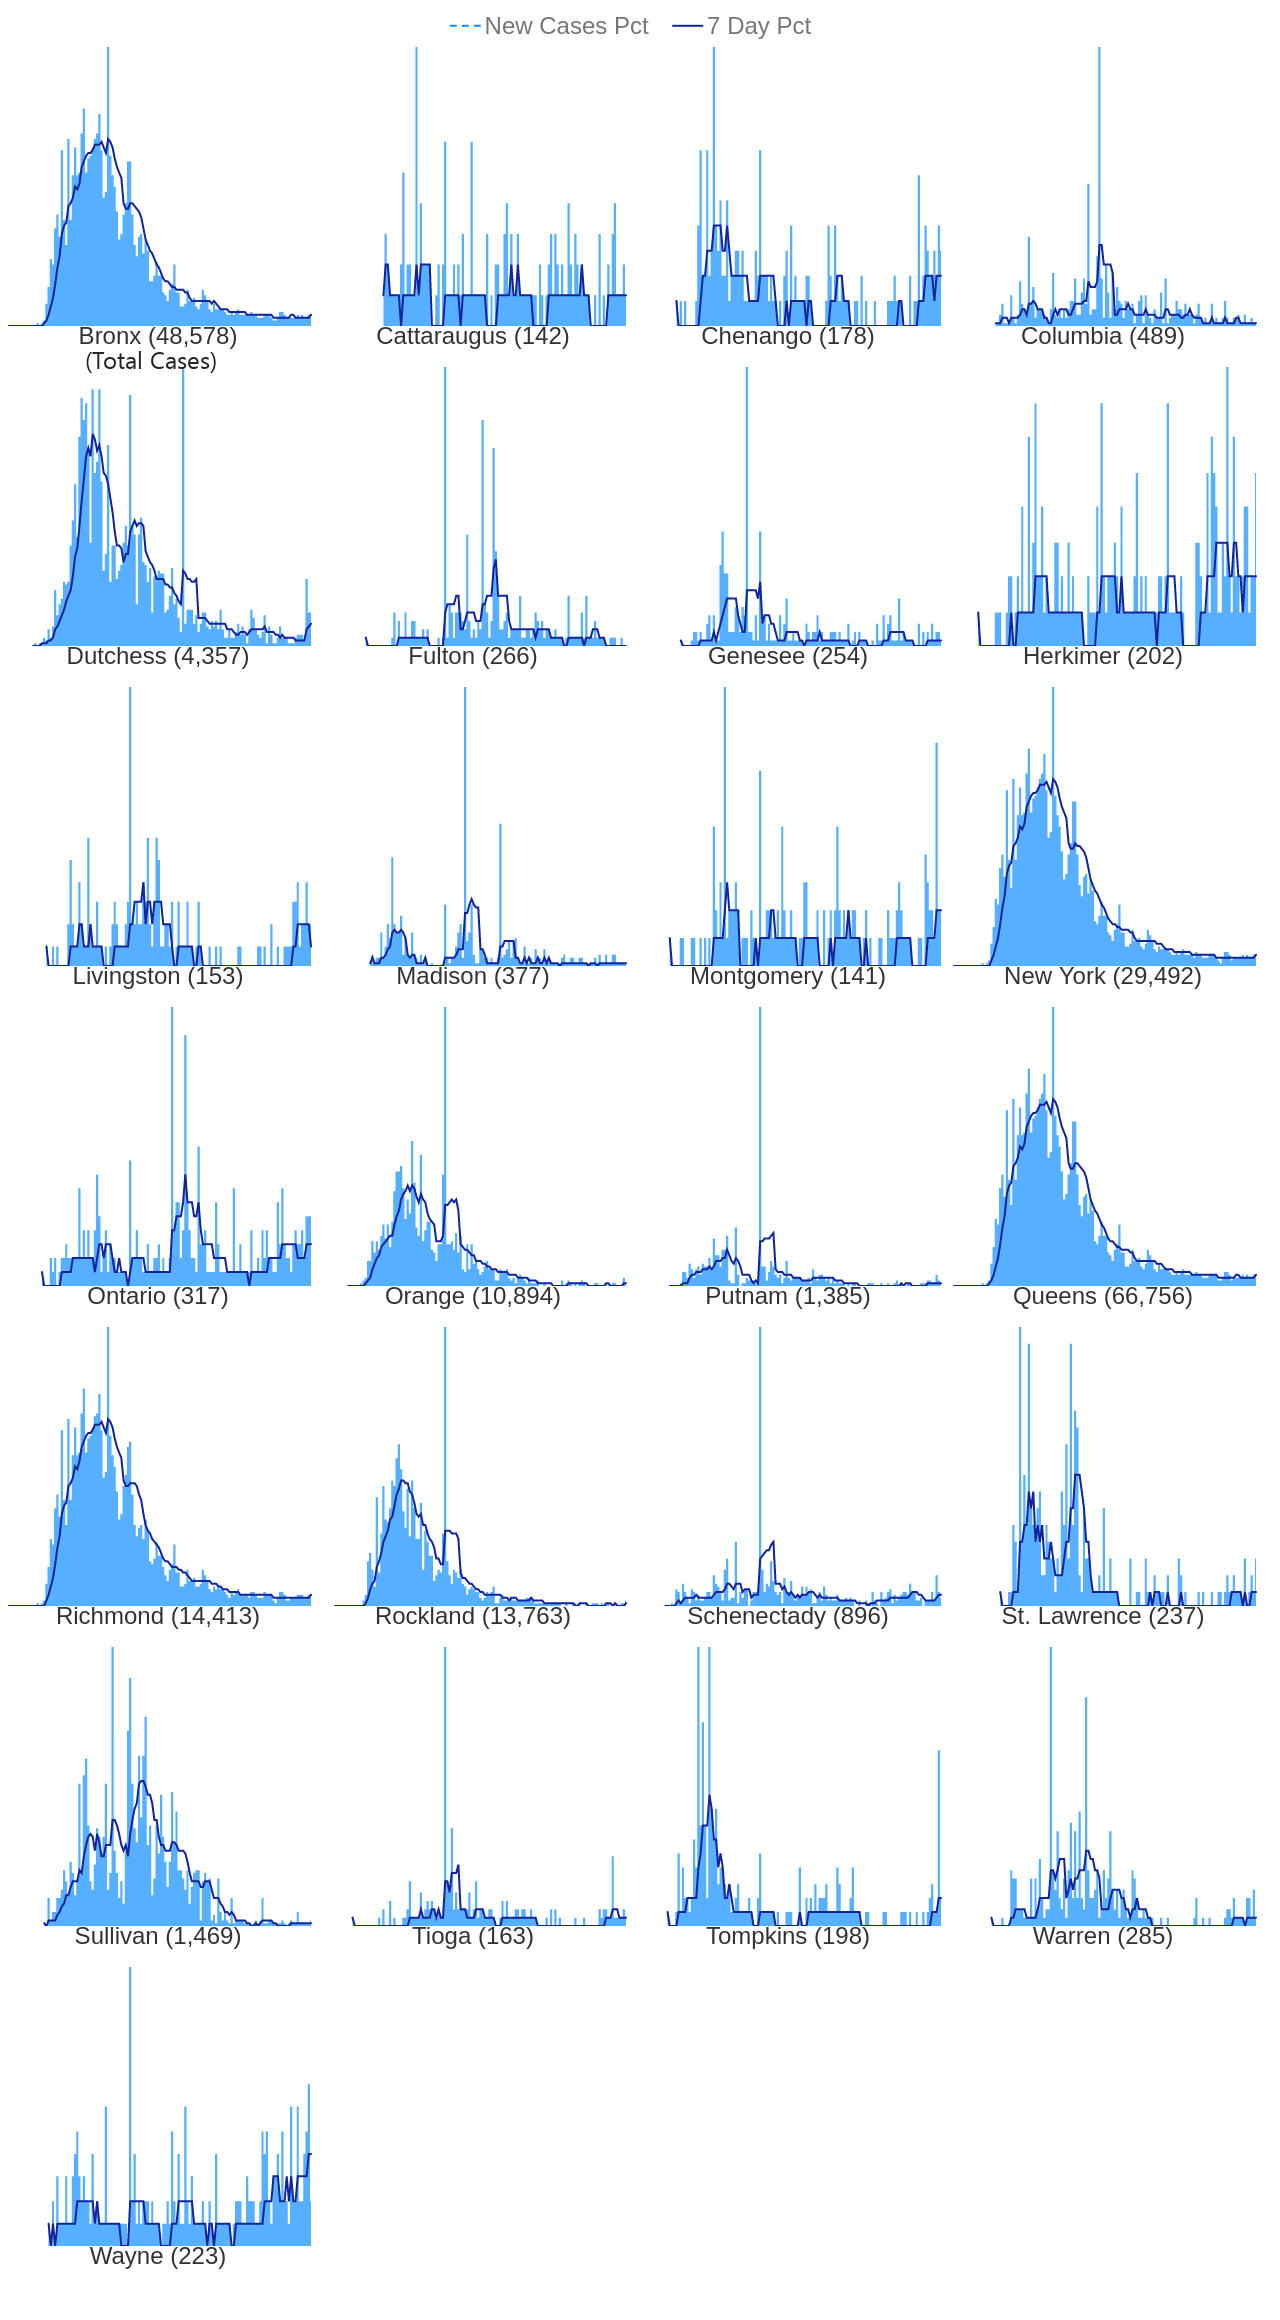 New Cases Pct 7 Day Pct
Bronx (48,578) Cattaraugus (142) Chenango (178) Columbia (489)
(Total Cases)
Dutchess (4,357) Fulton (266) Genesee (254) Herkimer (202)
Livingston (153) Madison (377) Montgomery (141) New York (29,492)
Ontario (317) Orange (10,894) Putnam (1,385) Queens (66,756)
Richmond (14,413) Rockland (13,763) Schenectady (896) St. Lawrence (237)
Sullivan (1,469) Tioga (163) Tompkins (198) Warren (285)
Wayne (223)